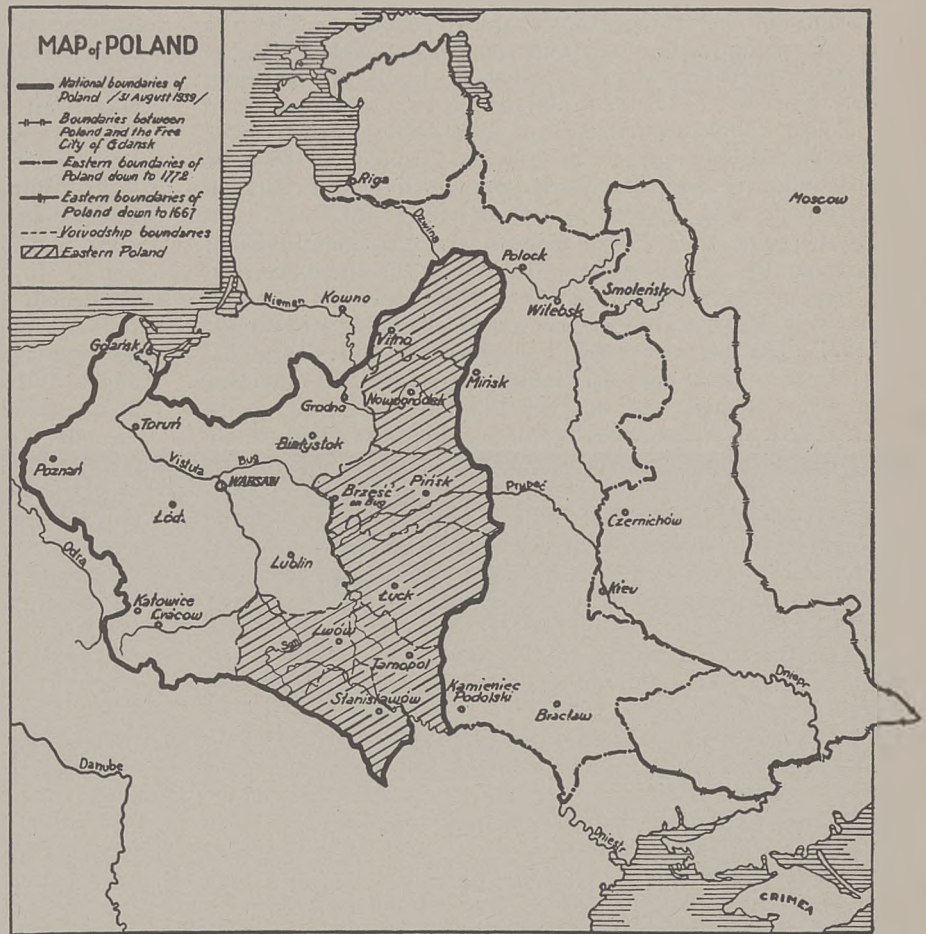 MAP of POLAND
National boundaries of
Poland /31 August 1939/
Boundaries between
Poland and the Free
City of Gdańsk
Eastern boundaries of
Poland down to 1772
Eastern boundaries of
Poland down to 1667
Voivodship boundaries
Eastern Poland
Riga
Moscow
Dźwina
Połock
Smoleńsk
Niemen
Kowno
Witebsk
Gdańsk
Wilno
Mińsk
Grodno
Nowogródek
Toruń
Białystok
Poznań
Vistula
Bug
WARSAW
Brześć
on Bug
Pińsk
Prypeć
Łódź
Czernichów
Odra
Lublin
Łuck
Kiev
Katowice
Cracow
Lwów
San
Tarnopol
Dniepr
Stanisławów
Kamieniec
Podolski
Bracław
Danube
Dniestr
CRIMEA